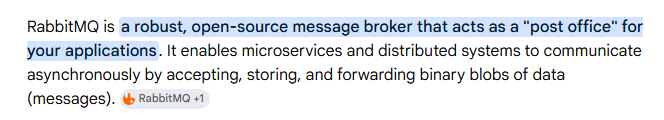 RabbitMQ is a robust, open-source message broker that acts as a "post office" for
your applications. It enables microservices and distributed systems to communicate
asynchronously by accepting, storing, and forwarding binary blobs of data
(messages). RabbitMQ +1